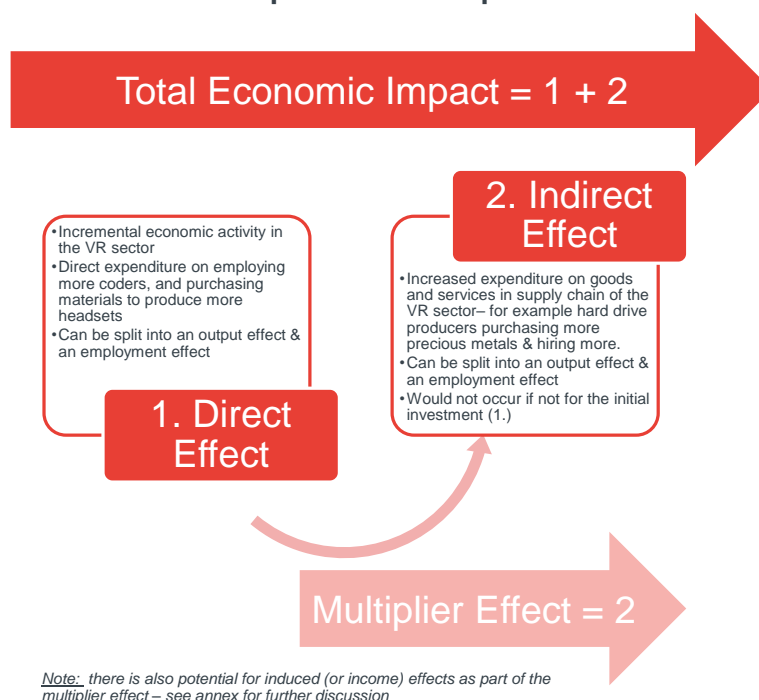 Total Economic Impact = 1 + 2
•Incremental economic activity in
the VR sector
•Direct expenditure on employing
more coders, and purchasing
materials to produce more
headsets
•Can be split into an output effect &
an employment effect
1. Direct
Effect
2. Indirect
Effect
•Increased expenditure on goods
and services in supply chain of the
VR sector– for example hard drive
producers purchasing more
precious metals & hiring more.
•Can be split into an output effect &
an employment effect
•Would not occur if not for the initial
investment (1.)
Multiplier Effect = 2
Note: there is also potential for induced (or income) effects as part of the
multiplier effect – see annex for further discussion